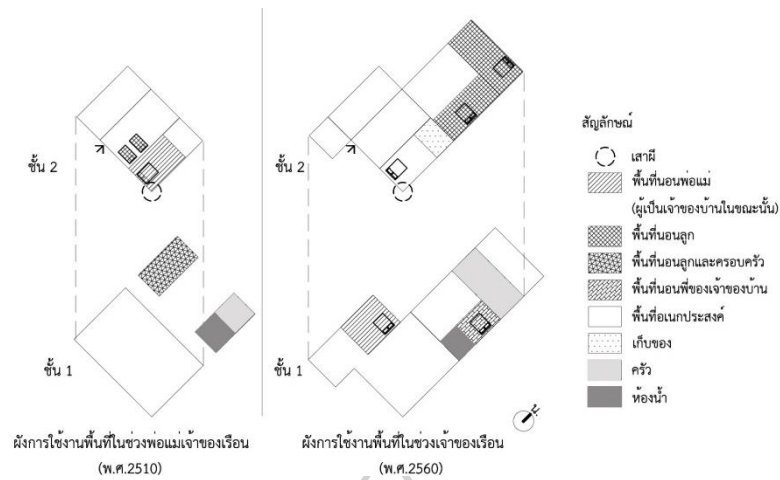 ชั้น 2
ชั้น 1
ผังการใช้งานพื้นที่ในช่วงพ่อแม่เจ้าของเรือน
(พ.ศ.2510)
ชั้น 2
ชั้น 1
ผังการใช้งานพื้นที่ในช่วงเจ้าของเรือน
(พ.ศ.2560)
สัญลักษณ์
เสาผี
พื้นที่นอนพ่อแม่
(ผู้เป็นเจ้าของบ้านในขณะนั้น)
พื้นที่นอนลูก
พื้นที่นอนลูกและครอบครัว
พื้นที่นอนพี่ของเจ้าของบ้าน
พื้นที่อเนกประสงค์
เก็บของ
ครัว
ห้องน้ำ